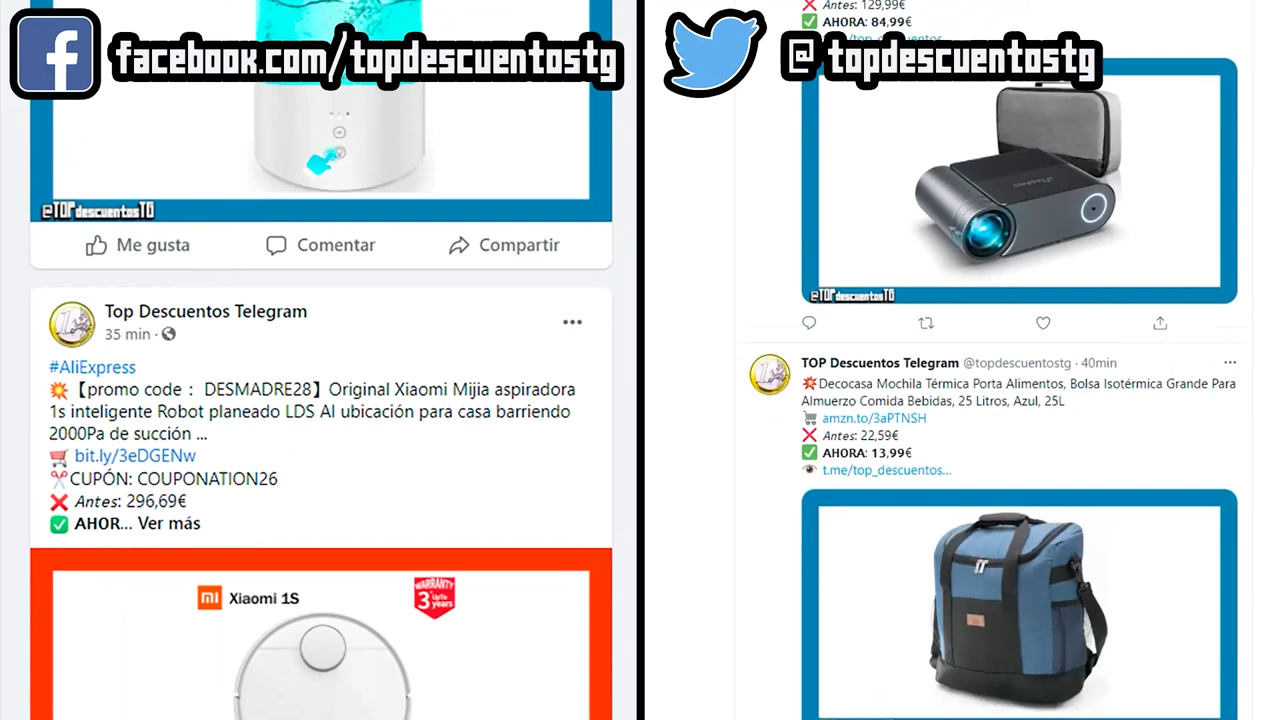 facebook.com/topdescuentostg
@TOPdescuentosTG
Me gusta
Comentar
Compartir
Top Descuentos Telegram
35 min ·
#AliExpress
💥【promo code： DESMADRE28】Original Xiaomi Mijia aspiradora
1s inteligente Robot planeado LDS AI ubicación para casa barriendo
2000Pa de succión ...
🛒 bit.ly/3eDGENw
✂️CUPÓN: COUPONATION26
❌ Antes: 296,69€
✅ AHOR... Ver más
mi Xiaomi 1S
WARRANTY
3 Up To years
@ topdescuentostg
❌ Antes: 129,99€
✅ AHORA: 84,99€
@TOPdescuentosTG
TOP Descuentos Telegram @topdescuentostg · 40min
💥Decocasa Mochila Térmica Porta Alimentos, Bolsa Isotérmica Grande Para
Almuerzo Comida Bebidas, 25 Litros, Azul, 25L
🛒 amzn.to/3aPTNSH
❌ Antes: 22,59€
✅ AHORA: 13,99€
👁 t.me/top_descuentos...